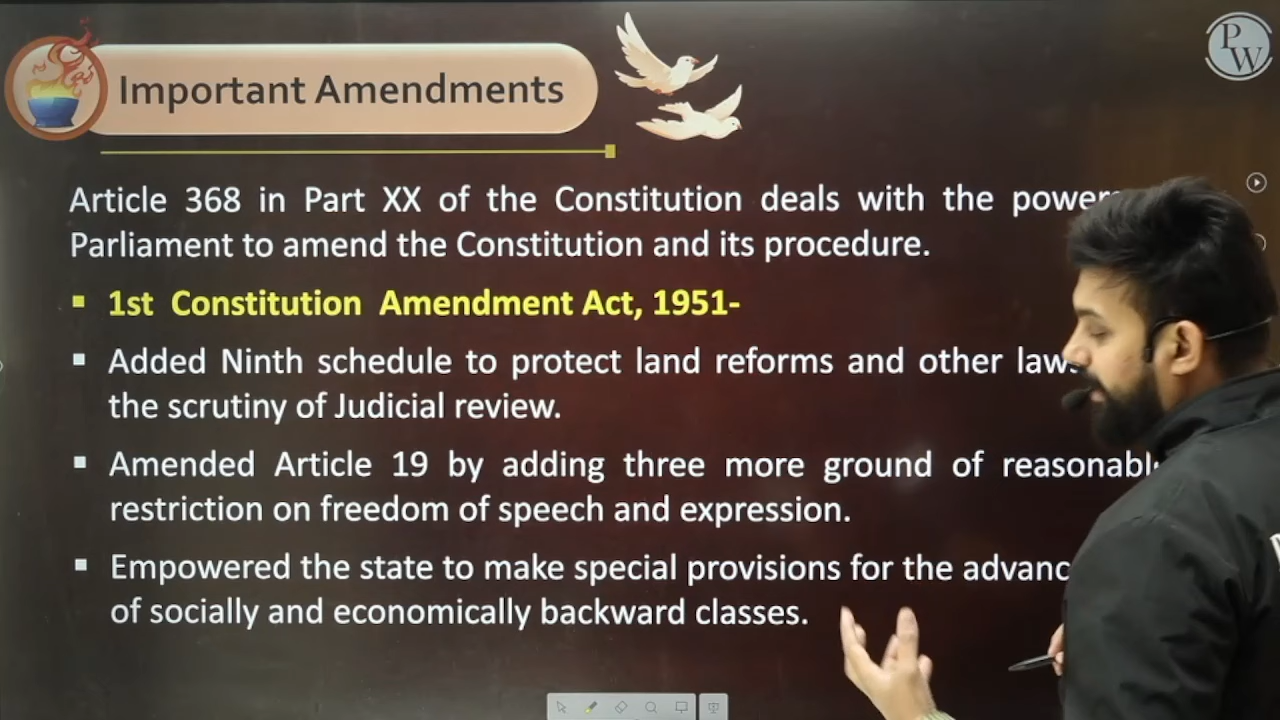 Important Amendments
PW
Article 368 in Part XX of the Constitution deals with the power
Parliament to amend the Constitution and its procedure.
1st Constitution Amendment Act, 1951-
Added Ninth schedule to protect land reforms and other laws
the scrutiny of Judicial review.
Amended Article 19 by adding three more ground of reasonabl
restriction on freedom of speech and expression.
Empowered the state to make special provisions for the advanc
of socially and economically backward classes.